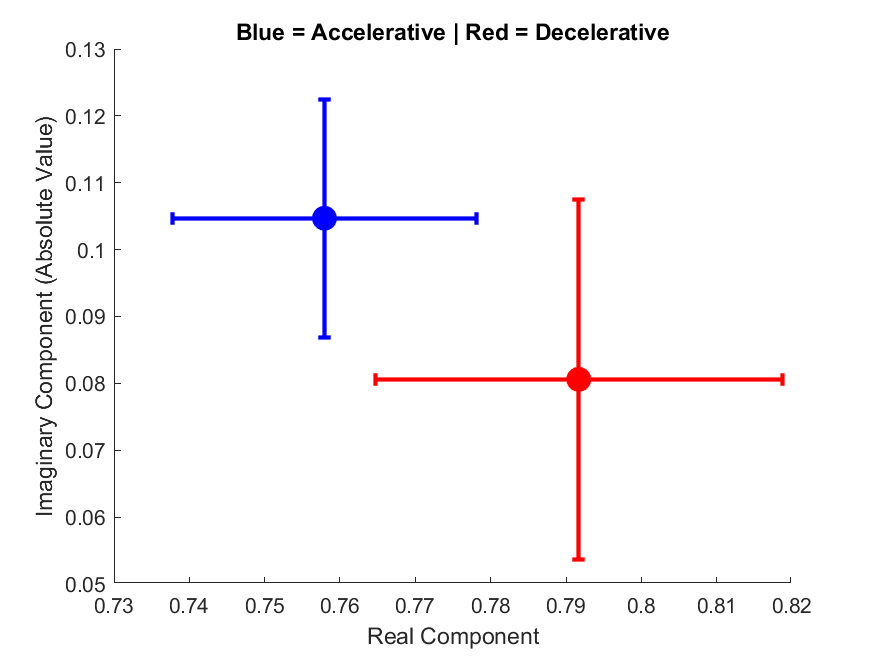 Blue = Accelerative | Red = Decelerative
0.13
0.12
0.11
0.1
0.09
0.08
0.07
0.06
0.05
Imaginary Component (Absolute Value)
0.73 0.74 0.75 0.76 0.77 0.78 0.79 0.8 0.81 0.82
Real Component